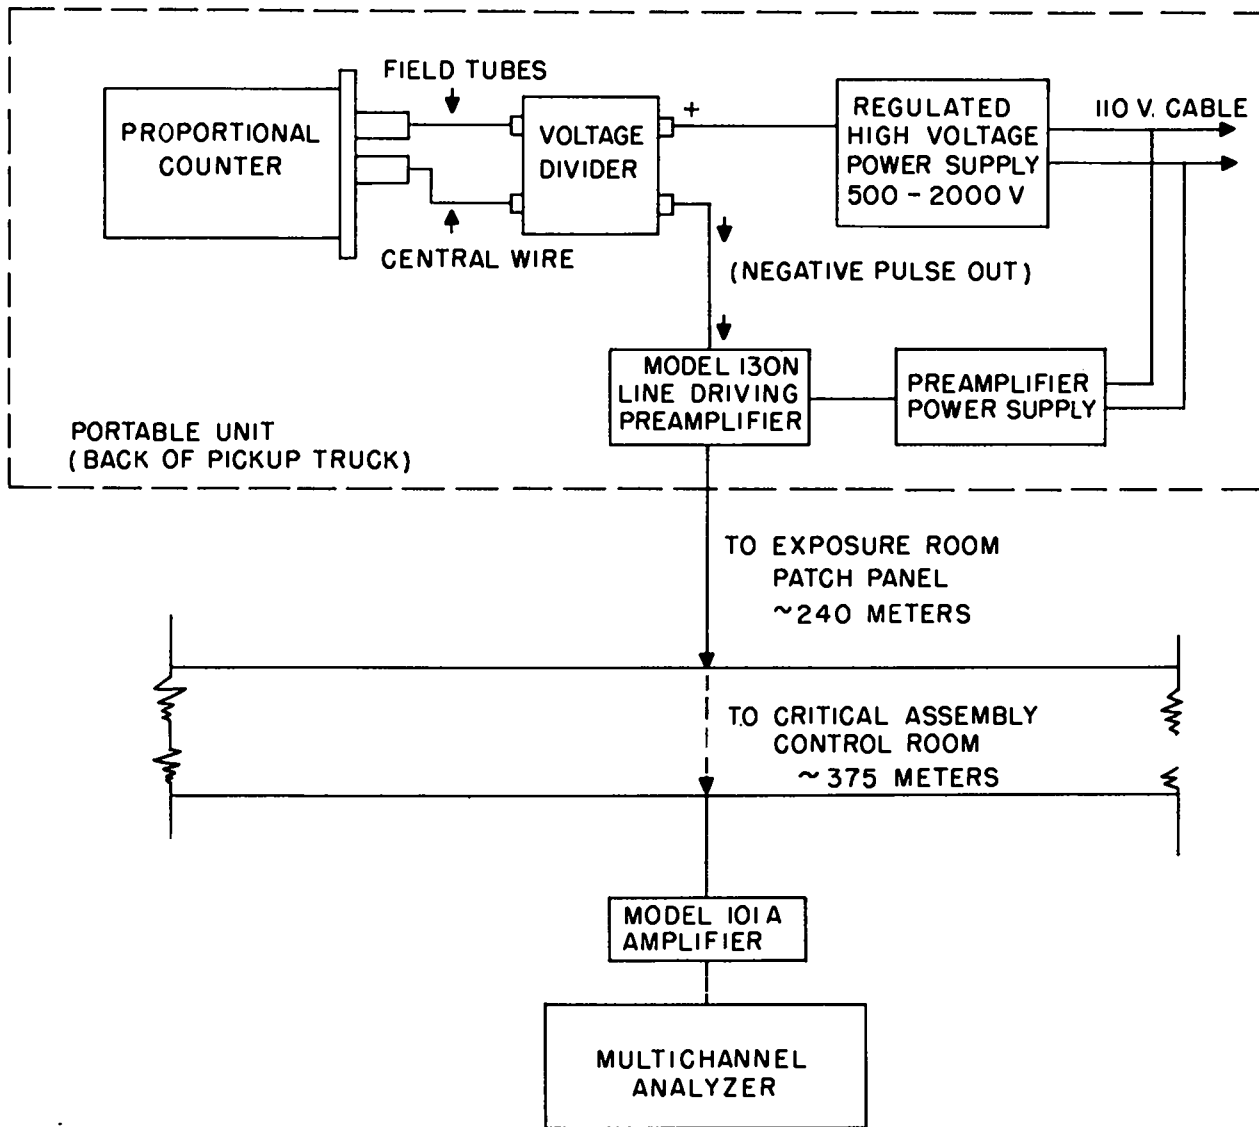 FIELD TUBES
PROPORTIONAL
COUNTER
CENTRAL WIRE
VOLTAGE
DIVIDER
+
REGULATED
HIGH VOLTAGE
POWER SUPPLY
500 - 2000 V
110 V. CABLE
(NEGATIVE PULSE OUT)
MODEL 130N
LINE DRIVING
PREAMPLIFIER
PREAMPLIFIER
POWER SUPPLY
PORTABLE UNIT
(BACK OF PICKUP TRUCK)
TO EXPOSURE ROOM
PATCH PANEL
~240 METERS
TO CRITICAL ASSEMBLY
CONTROL ROOM
~ 375 METERS
MODEL 101 A
AMPLIFIER
MULTICHANNEL
ANALYZER